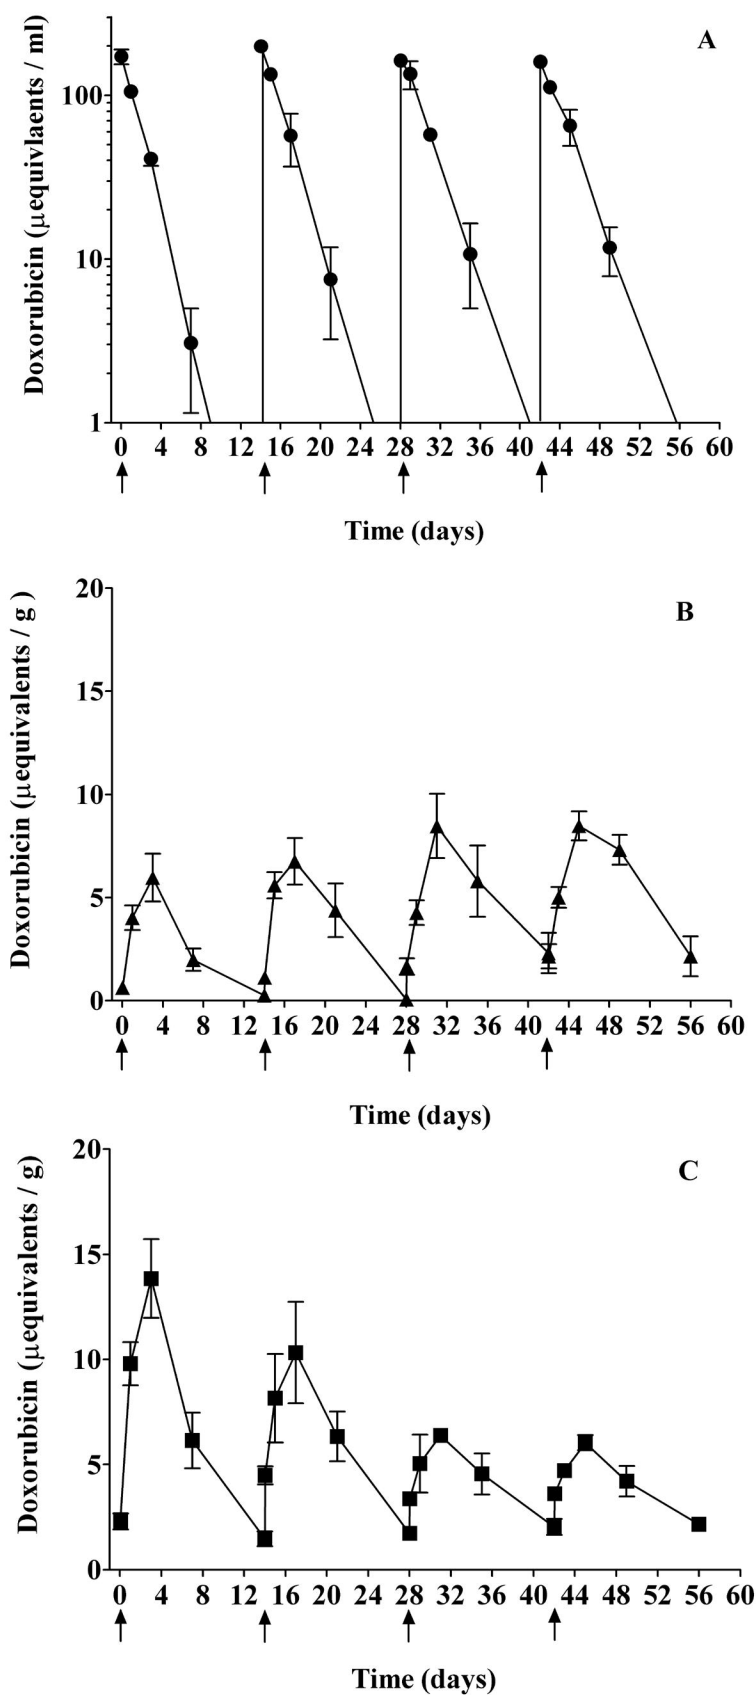 A
Doxorubicin (μequivlaents / ml)
100
10
1
0 4 8 12 16 20 24 28 32 36 40 44 48 52 56 60
Time (days)
B
Doxorubicin (μequivalents / g )
20
15
10
5
0
0 4 8 12 16 20 24 28 32 36 40 44 48 52 56 60
Time (days)
C
Doxorubicin (μequivalents / g)
20
15
10
5
0
0 4 8 12 16 20 24 28 32 36 40 44 48 52 56 60
Time (days)